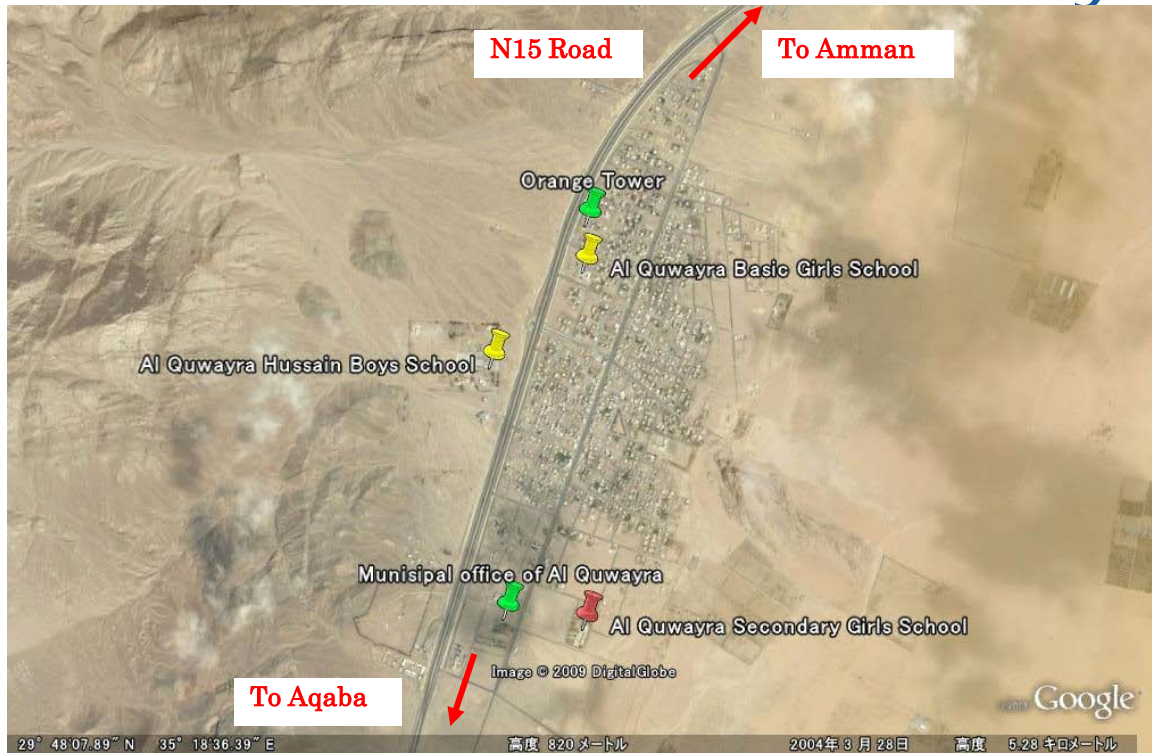 N15 Road
To Amman
Orange Tower
Al Quwayra Basic Girls School
Al Quwayra Hussain Boys School
Munisipal office of Al Quwayra
Al Quwayra Secondary Girls School
Image © 2009 DigitalGlobe
To Aqaba
Google
29° 48'07.89" N 35° 18'36.39" E 高度 820 メートル 2004年 3月 28日 高度 5.28 キロメートル